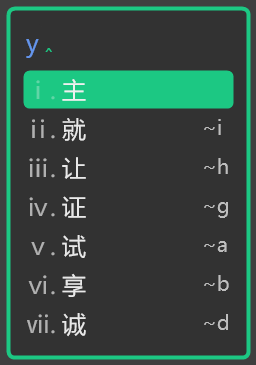 y‸
ⅰ. 主
ⅱ. 就 ~i
ⅲ. 让 ~h
ⅳ. 证 ~g
ⅴ. 试 ~a
ⅵ. 享 ~b
ⅶ. 诚 ~d